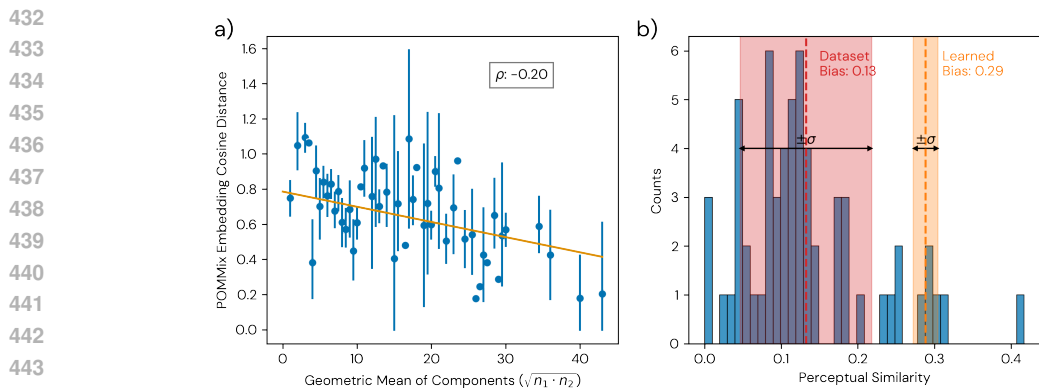 432
433
434
435
436
437
438
439
440
441
442
443
a)
1.6
1.4
1.2
1.0
0.8
0.6
0.4
0.2
0.0
POMMix Embedding Cosine Distance
ρ: -0.20
0
10
20
30
40
Geometric Mean of Components (√n₁ · n₂)
b)
6
5
4
3
2
1
0
Counts
Dataset
Bias: 0.13
Learned
Bias: 0.29
±σ
±σ
0.0
0.1
0.2
0.3
0.4
Perceptual Similarity